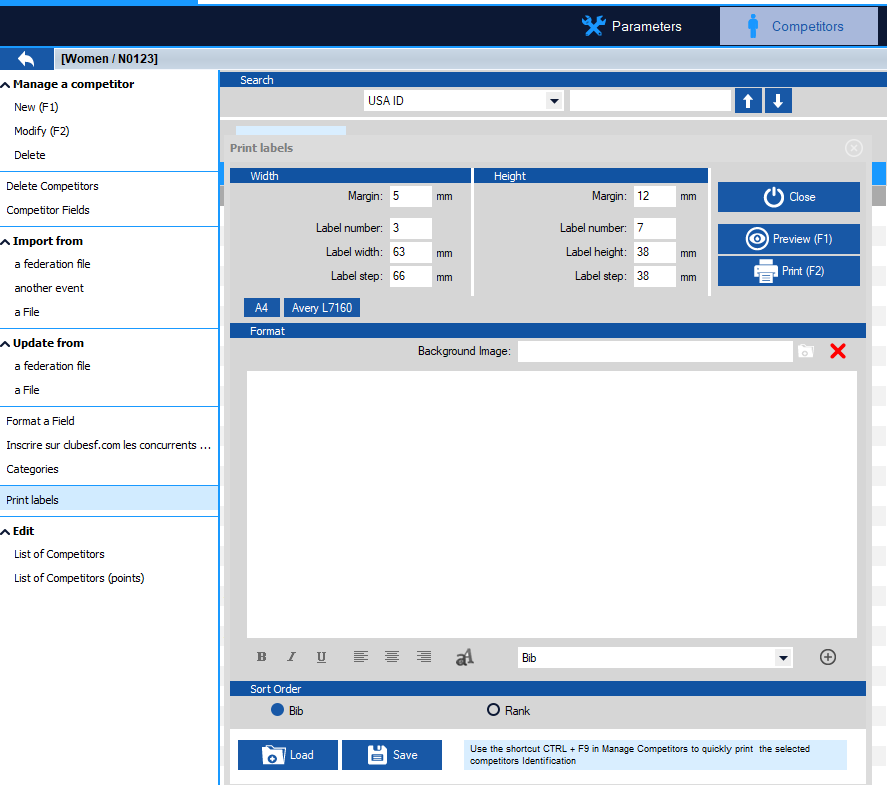 Parameters
Competitors
[Women / N0123]
Manage a competitor
New (F1)
Modify (F2)
Delete
Delete Competitors
Competitor Fields
Import from
a federation file
another event
a File
Update from
a federation file
a File
Format a Field
Inscrire sur clubesf.com les concurrents ...
Categories
Print labels
Edit
List of Competitors
List of Competitors (points)
Search
USA ID
Print labels
Width
Margin: 5 mm
Label number: 3
Label width: 63 mm
Label step: 66 mm
Height
Margin: 12 mm
Label number: 7
Label height: 38 mm
Label step: 38 mm
Close
Preview (F1)
Print (F2)
A4
Avery L7160
Format
Background Image:
B I U
aA
Bib
Sort Order
Bib
Rank
Load
Save
Use the shortcut CTRL + F9 in Manage Competitors to quickly print the selected
competitors Identification